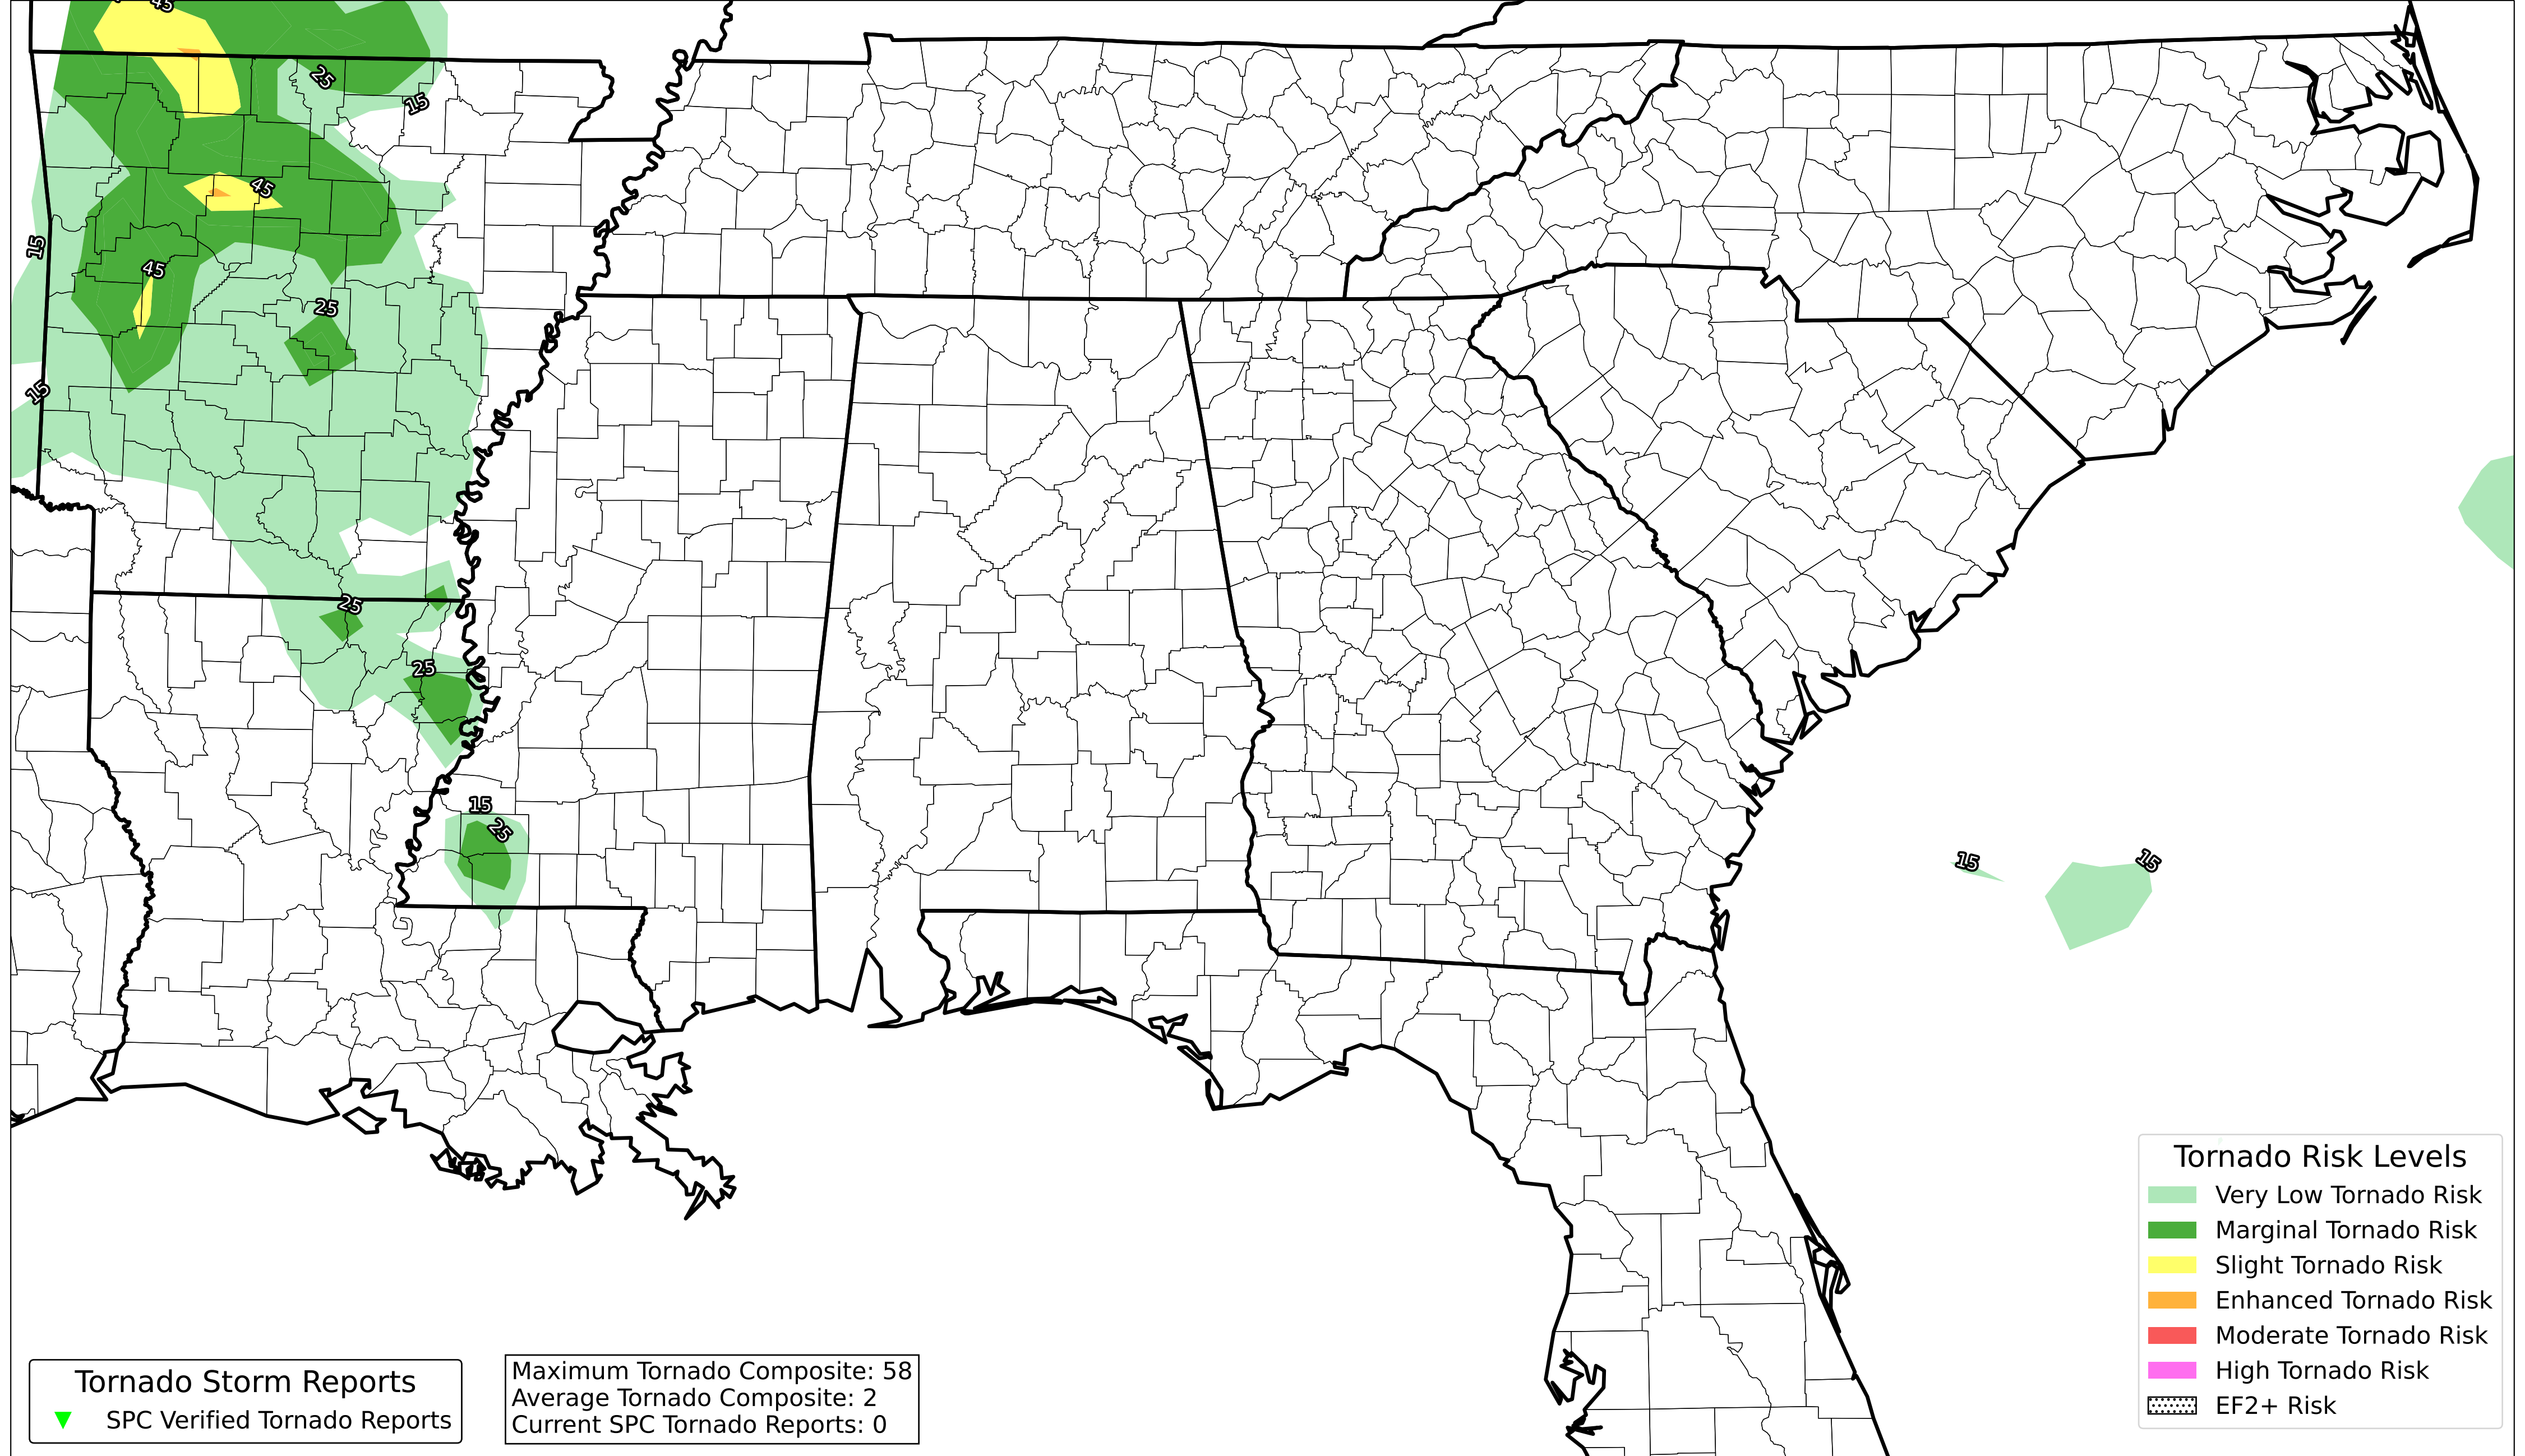 45
25
15
45
15
45
25
15
25
25
15
25
15
15
Tornado Risk Levels
Very Low Tornado Risk
Marginal Tornado Risk
Slight Tornado Risk
Enhanced Tornado Risk
Moderate Tornado Risk
High Tornado Risk
EF2+ Risk
Tornado Storm Reports
SPC Verified Tornado Reports
Maximum Tornado Composite: 58
Average Tornado Composite: 2
Current SPC Tornado Reports: 0